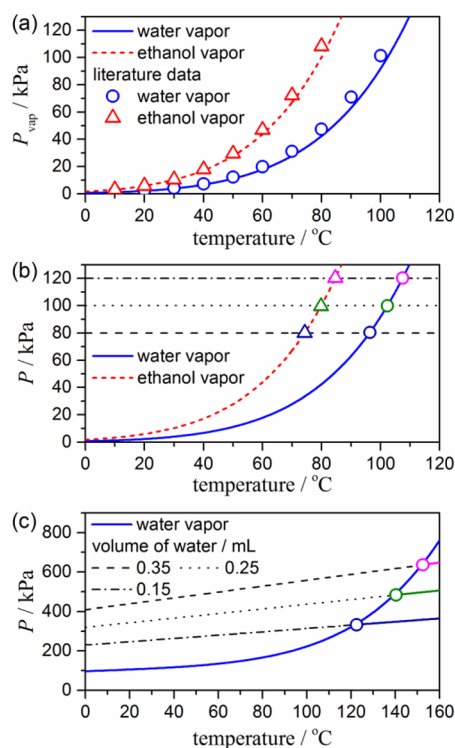 (a)
water vapor
ethanol vapor
literature data
water vapor
ethanol vapor
P_vap / kPa
120
100
80
60
40
20
0
0 20 40 60 80 100 120
temperature / °C
(b)
P / kPa
120
100
80
60
40
20
0
water vapor
ethanol vapor
0 20 40 60 80 100 120
temperature / °C
(c)
water vapor
volume of water / mL
0.35 0.25
0.15
P / kPa
800
600
400
200
0
0 20 40 60 80 100 120 140 160
temperature / °C